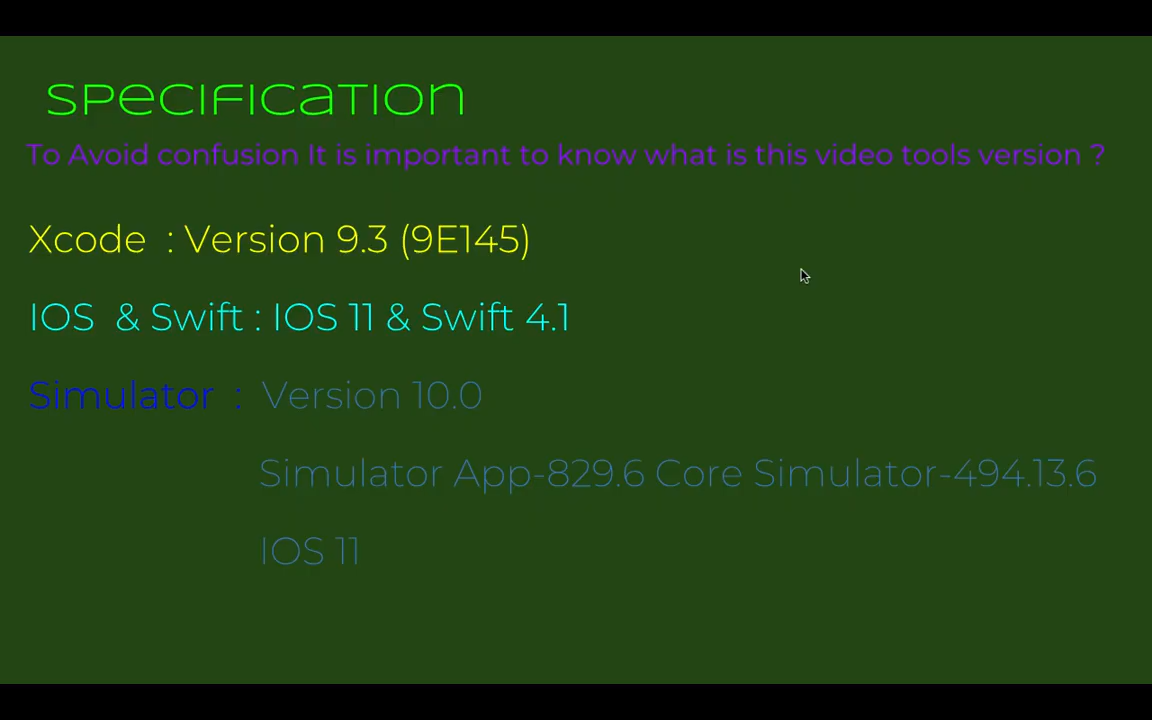 Specification
To Avoid confusion It is important to know what is this video tools version ?
Xcode : Version 9.3 (9E145)
IOS & Swift : IOS 11 & Swift 4.1
Simulator : Version 10.0
Simulator App-829.6 Core Simulator-494.13.6
IOS 11